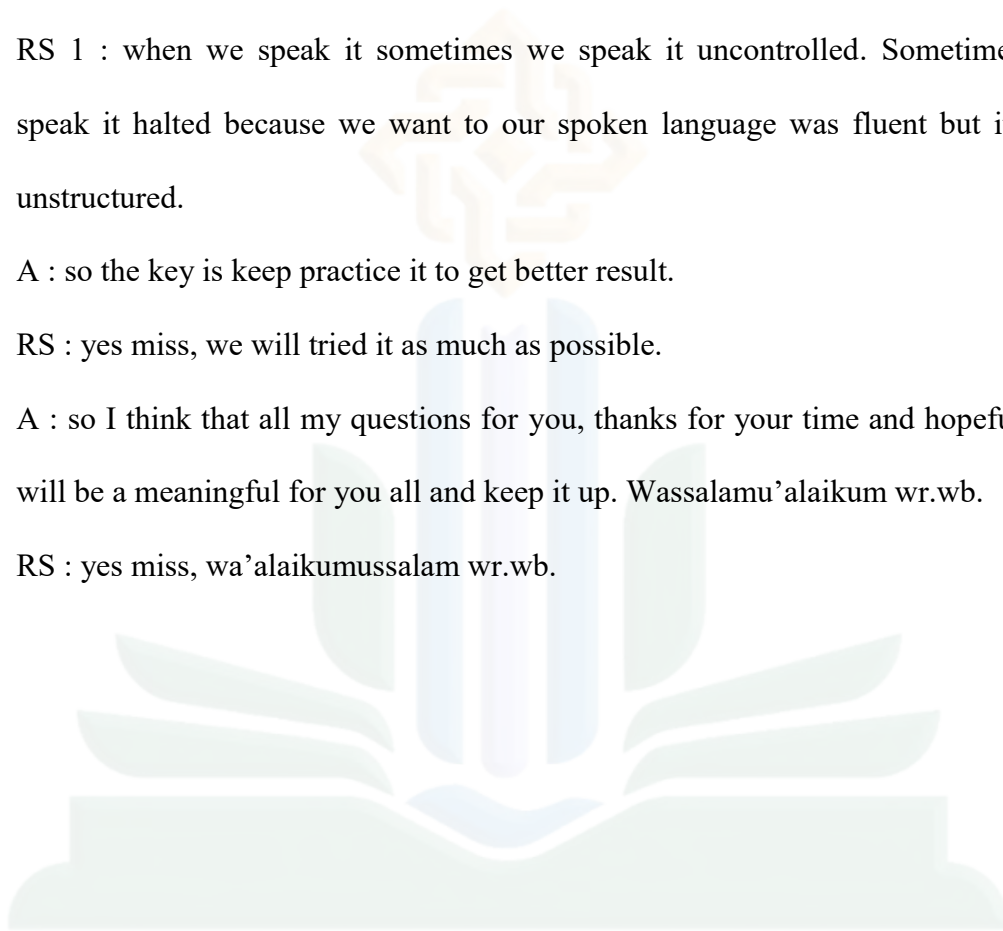 RS 1 : when we speak it sometimes we speak it uncontrolled. Sometime
speak it halted because we want to our spoken language was fluent but
unstructured.
A : so the key is keep practice it to get better result.
RS : yes miss, we will tried it as much as possible.
A : so I think that all my questions for you, thanks for your time and
will be a meaningful for you all and keep it up. Wassalamu’alaikum wr.wb.
RS : yes miss, wa’alaikumussalam wr.wb.